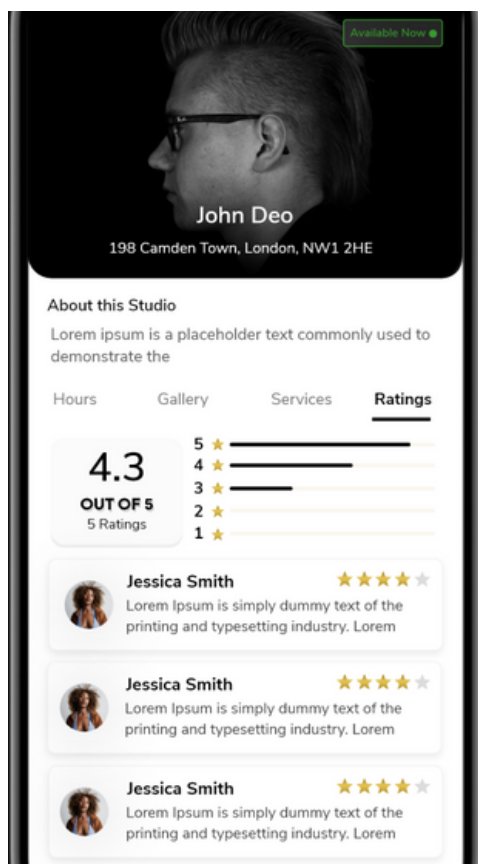 Available Now
John Deo
198 Camden Town, London, NW1 2HE
About this Studio
Lorem ipsum is a placeholder text commonly used to
demonstrate the
Hours Gallery Services Ratings
4.3
OUT OF 5
5 Ratings
5
4
3
2
1
Jessica Smith
Lorem Ipsum is simply dummy text of the
printing and typesetting industry. Lorem
Jessica Smith
Lorem Ipsum is simply dummy text of the
printing and typesetting industry. Lorem
Jessica Smith
Lorem Ipsum is simply dummy text of the
printing and typesetting industry. Lorem